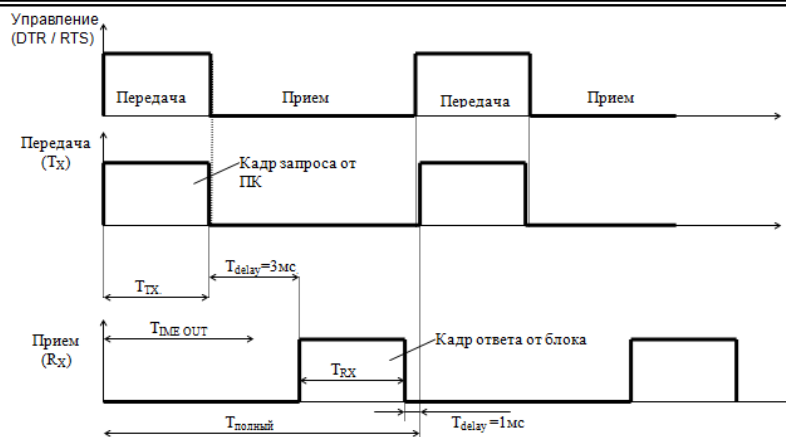 Управление
(DTR / RTS)
Передача
Прием
Передача
Прием
Передача
(TX)
Кадр запроса от
ПК
Tdelay=3мс
TTX.
TIME OUT
Прием
(RX)
Кадр ответа от блока
TRX
Tполный
Tdelay=1мс